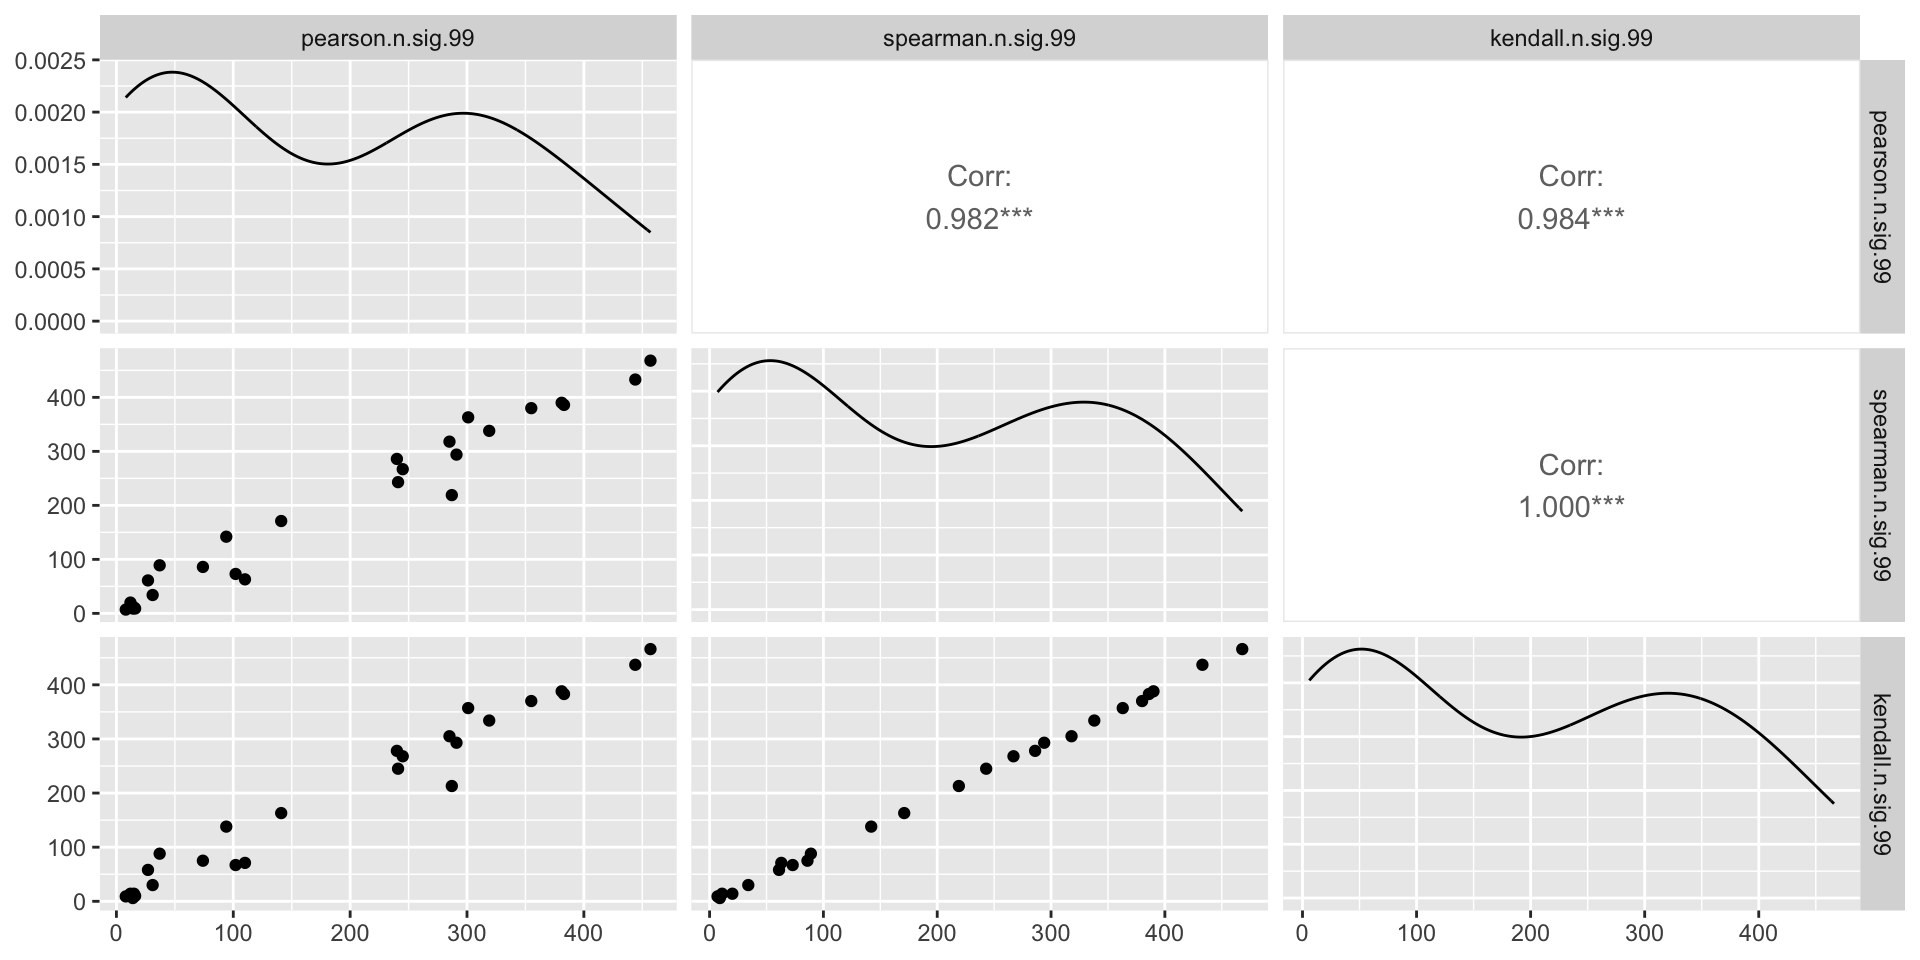 pearson.n.sig.99
spearman.n.sig.99
kendall.n.sig.99
0.0025
0.0020
0.0015
0.0010
0.0005
0.0000
Corr:
0.982***
Corr:
0.984***
pearson.n.sig.99
400
300
200
100
0
Corr:
1.000***
spearman.n.sig.99
400
300
200
100
0
kendall.n.sig.99
0 100 200 300 400
0 100 200 300 400
0 100 200 300 400